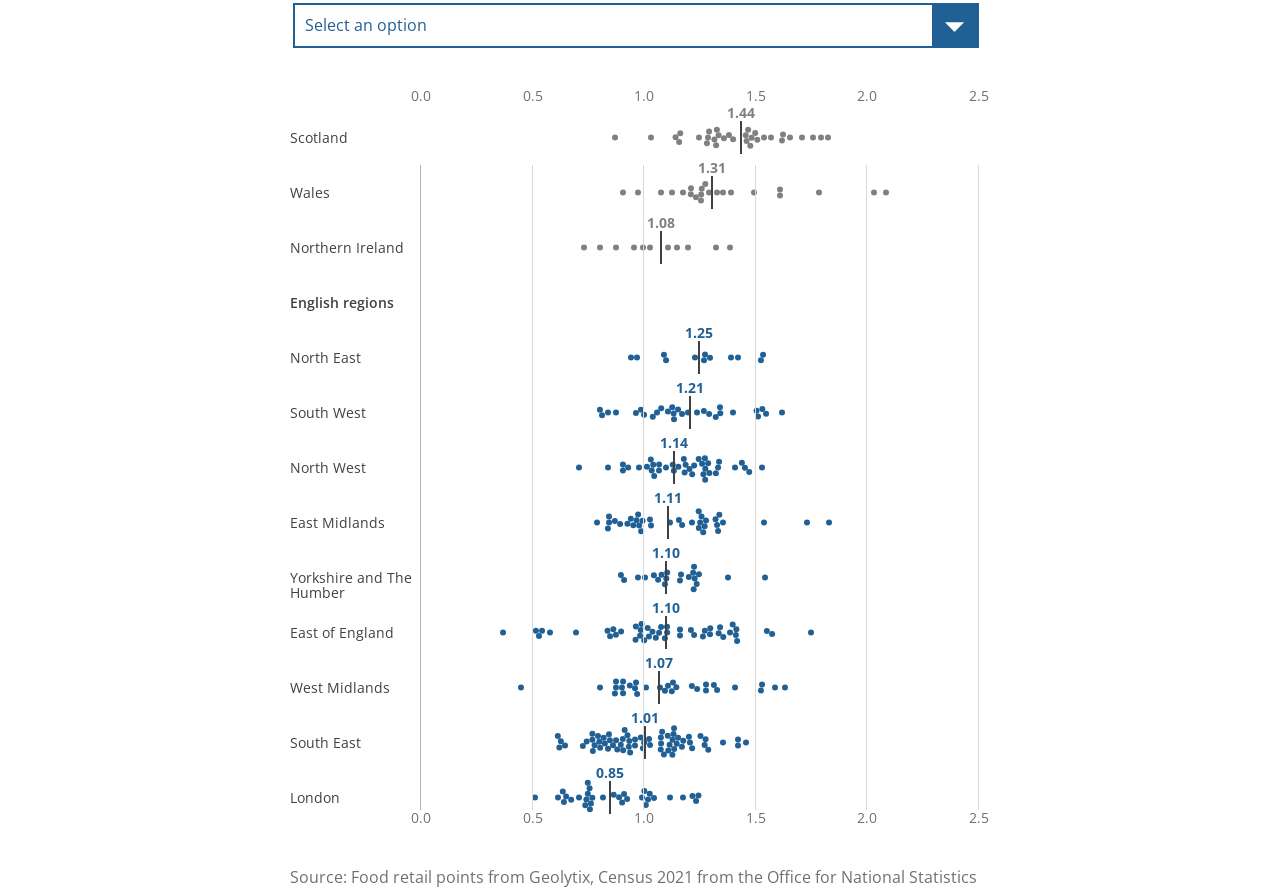 Select an option
0.0 0.5 1.0 1.5 2.0 2.5
1.44
Scotland
1.31
Wales
1.08
Northern Ireland
English regions
1.25
North East
1.21
South West
1.14
North West
1.11
East Midlands
1.10
Yorkshire and The
Humber
1.10
East of England
1.07
West Midlands
1.01
South East
0.85
London
0.0 0.5 1.0 1.5 2.0 2.5
Source: Food retail points from Geolytix, Census 2021 from the Office for National Statistics